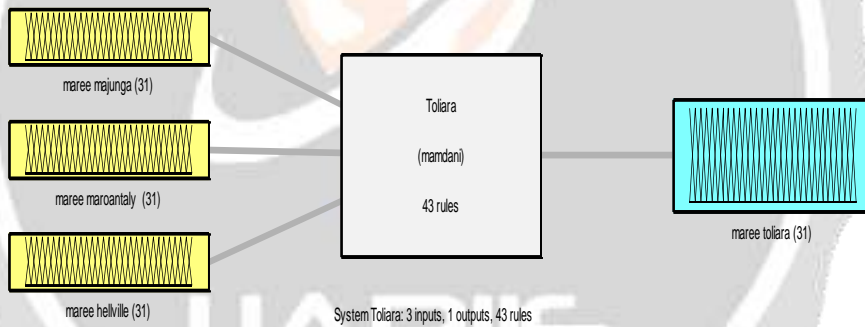 maree majunga (31)
maree maroantaly (31)
maree hellville (31)
Toliara
(mamdani)
43 rules
maree toliara (31)
System Toliara: 3 inputs, 1 outputs, 43 rules